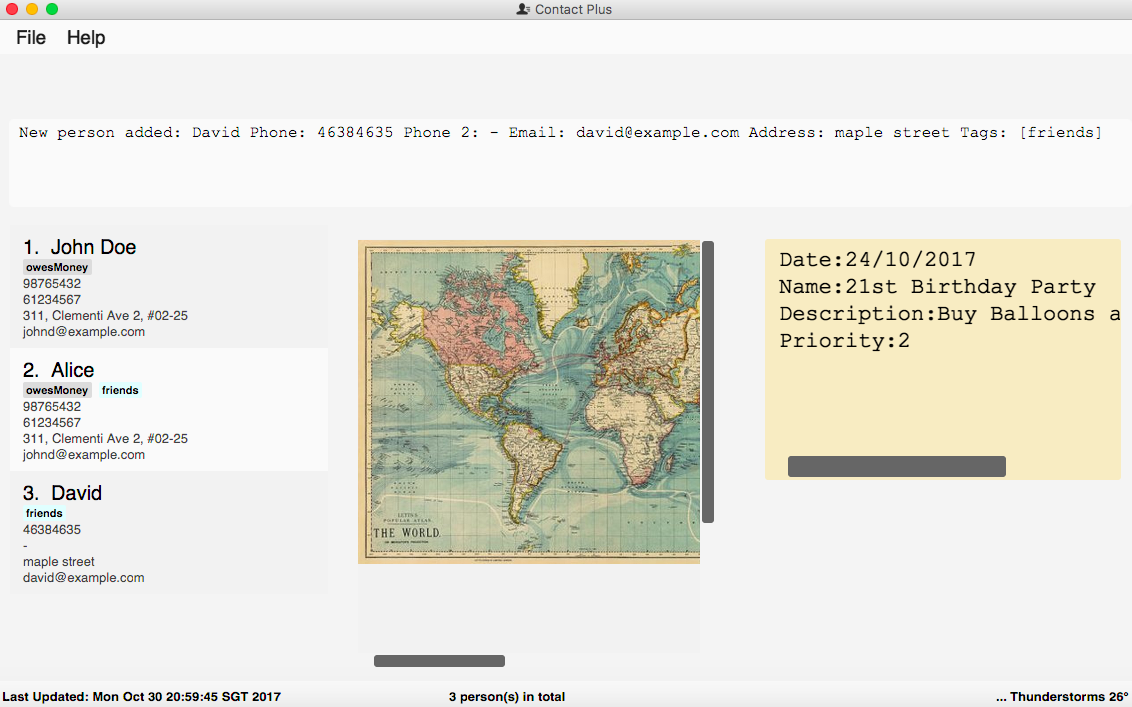 Contact Plus
File Help
New person added: David Phone: 46384635 Phone 2: - Email: david@example.com Address: maple street Tags: [friends]
1. John Doe
owesMoney
98765432
61234567
311, Clementi Ave 2, #02-25
johnd@example.com
2. Alice
owesMoney friends
98765432
61234567
311, Clementi Ave 2, #02-25
johnd@example.com
3. David
friends
46384635
-
maple street
david@example.com
LETTS'S
POPULAR ATLAS.
THE WORLD.
Date:24/10/2017
Name:21st Birthday Party
Description:Buy Balloons a
Priority:2
Last Updated: Mon Oct 30 20:59:45 SGT 2017
3 person(s) in total
... Thunderstorms 26°